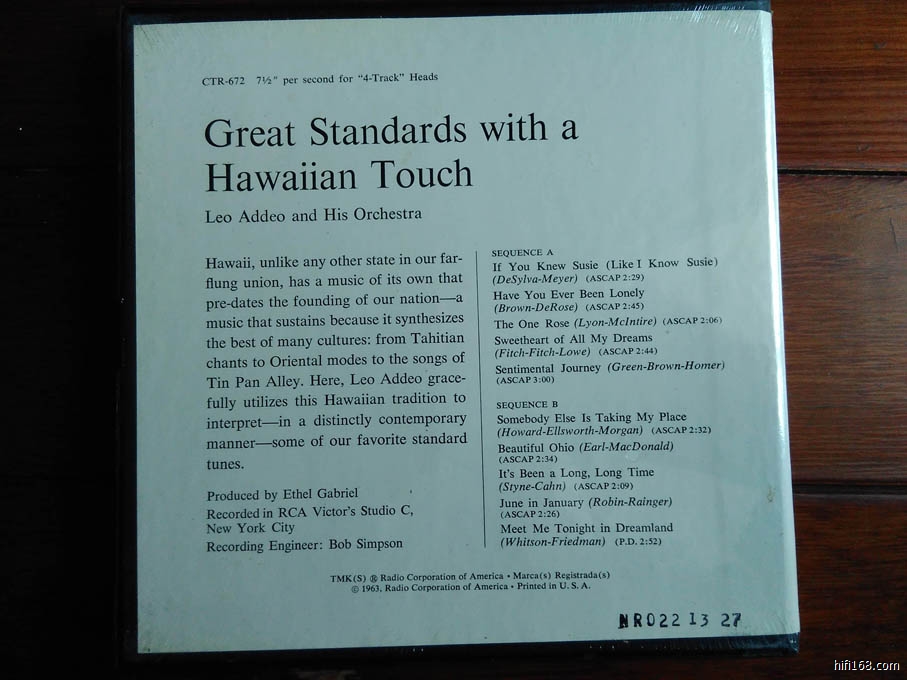 CTR-672 7½" per second for "4-Track" Heads
Great Standards with a
Hawaiian Touch
Leo Addeo and His Orchestra
Hawaii, unlike any other state in our far-
flung union, has a music of its own that
pre-dates the founding of our nation—a
music that sustains because it synthesizes
the best of many cultures: from Tahitian
chants to Oriental modes to the songs of
Tin Pan Alley. Here, Leo Addeo grace-
fully utilizes this Hawaiian tradition to
interpret—in a distinctly contemporary
manner—some of our favorite standard
tunes.
Produced by Ethel Gabriel
Recorded in RCA Victor's Studio C,
New York City
Recording Engineer: Bob Simpson
SEQUENCE A
If You Knew Susie (Like I Know Susie)
(DeSylva-Meyer) (ASCAP 2:29)
Have You Ever Been Lonely
(Brown-DeRose) (ASCAP 2:45)
The One Rose (Lyon-McIntire) (ASCAP 2:06)
Sweetheart of All My Dreams
(Fitch-Fitch-Lowe) (ASCAP 2:44)
Sentimental Journey (Green-Brown-Homer)
(ASCAP 3:00)
SEQUENCE B
Somebody Else Is Taking My Place
(Howard-Ellsworth-Morgan) (ASCAP 2:32)
Beautiful Ohio (Earl-MacDonald)
(ASCAP 2:34)
It's Been a Long, Long Time
(Styne-Cahn) (ASCAP 2:09)
June in January (Robin-Rainger)
(ASCAP 2:26)
Meet Me Tonight in Dreamland
(Whitson-Friedman) (P.D. 2:52)
TMK(S) ® Radio Corporation of America • Marca(s) Registrada(s)
© 1963, Radio Corporation of America • Printed in U. S. A.
NR022 13 27
hifi168.com